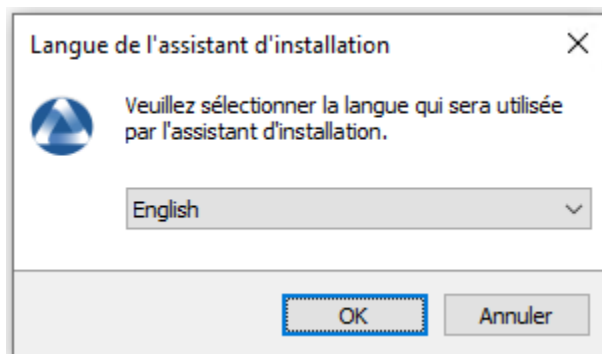 Langue de l'assistant d'installation
Veuillez sélectionner la langue qui sera utilisée
par l'assistant d'installation.
English
OK
Annuler